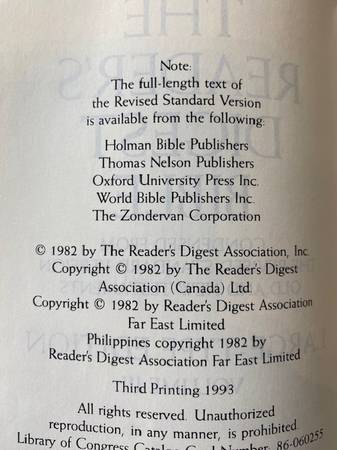 Note:
The full-length text of
the Revised Standard Version
is available from the following:
Holman Bible Publishers
Thomas Nelson Publishers
Oxford University Press Inc.
World Bible Publishers Inc.
The Zondervan Corporation
© 1982 by The Reader's Digest Association, Inc.
Copyright © 1982 by The Reader's Digest
Association (Canada) Ltd.
Copyright © 1982 by Reader's Digest Association
Far East Limited
Philippines copyright 1982 by
Reader's Digest Association Far East Limited
Third Printing 1993
All rights reserved. Unauthorized
reproduction, in any manner, is prohibited.
Library of Congress Catalog Card Number: 86-060255